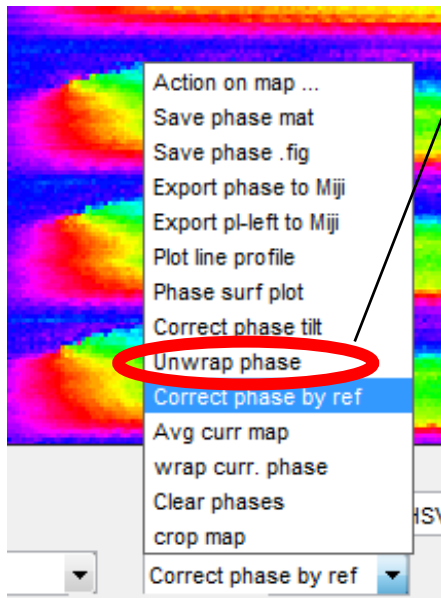 Action on map ...
Save phase mat
Save phase .fig
Export phase to Miji
Export pl-left to Miji
Plot line profile
Phase surf plot
Correct phase tilt
Unwrap phase
Correct phase by ref
Avg curr map
wrap curr. phase
Clear phases
HSV
crop map
Correct phase by ref